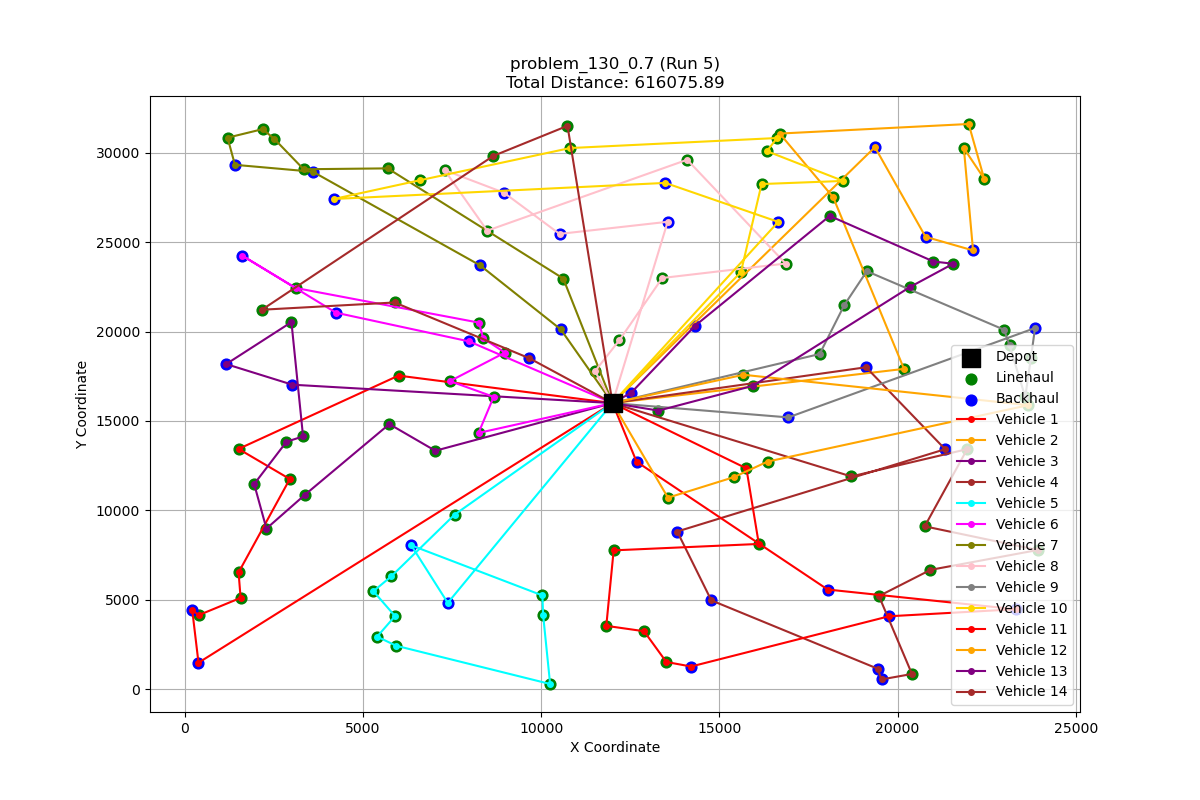 problem_130_0.7 (Run 5)
Total Distance: 616075.89
30000
25000
20000
15000
10000
5000
0
Y Coordinate
0
5000
10000
15000
20000
25000
X Coordinate
Depot
Linehaul
Backhaul
Vehicle 1
Vehicle 2
Vehicle 3
Vehicle 4
Vehicle 5
Vehicle 6
Vehicle 7
Vehicle 8
Vehicle 9
Vehicle 10
Vehicle 11
Vehicle 12
Vehicle 13
Vehicle 14